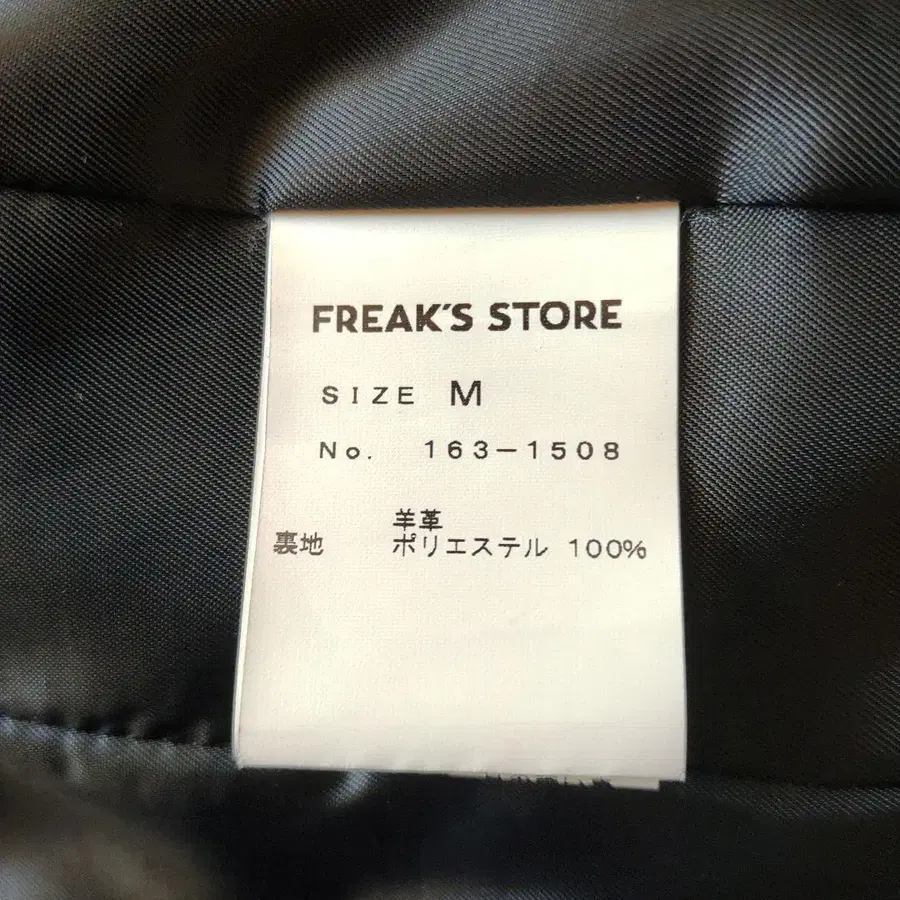 FREAK'S STORE
SIZE M
No. 163-1508
羊革
裏地 ポリエステル 100%